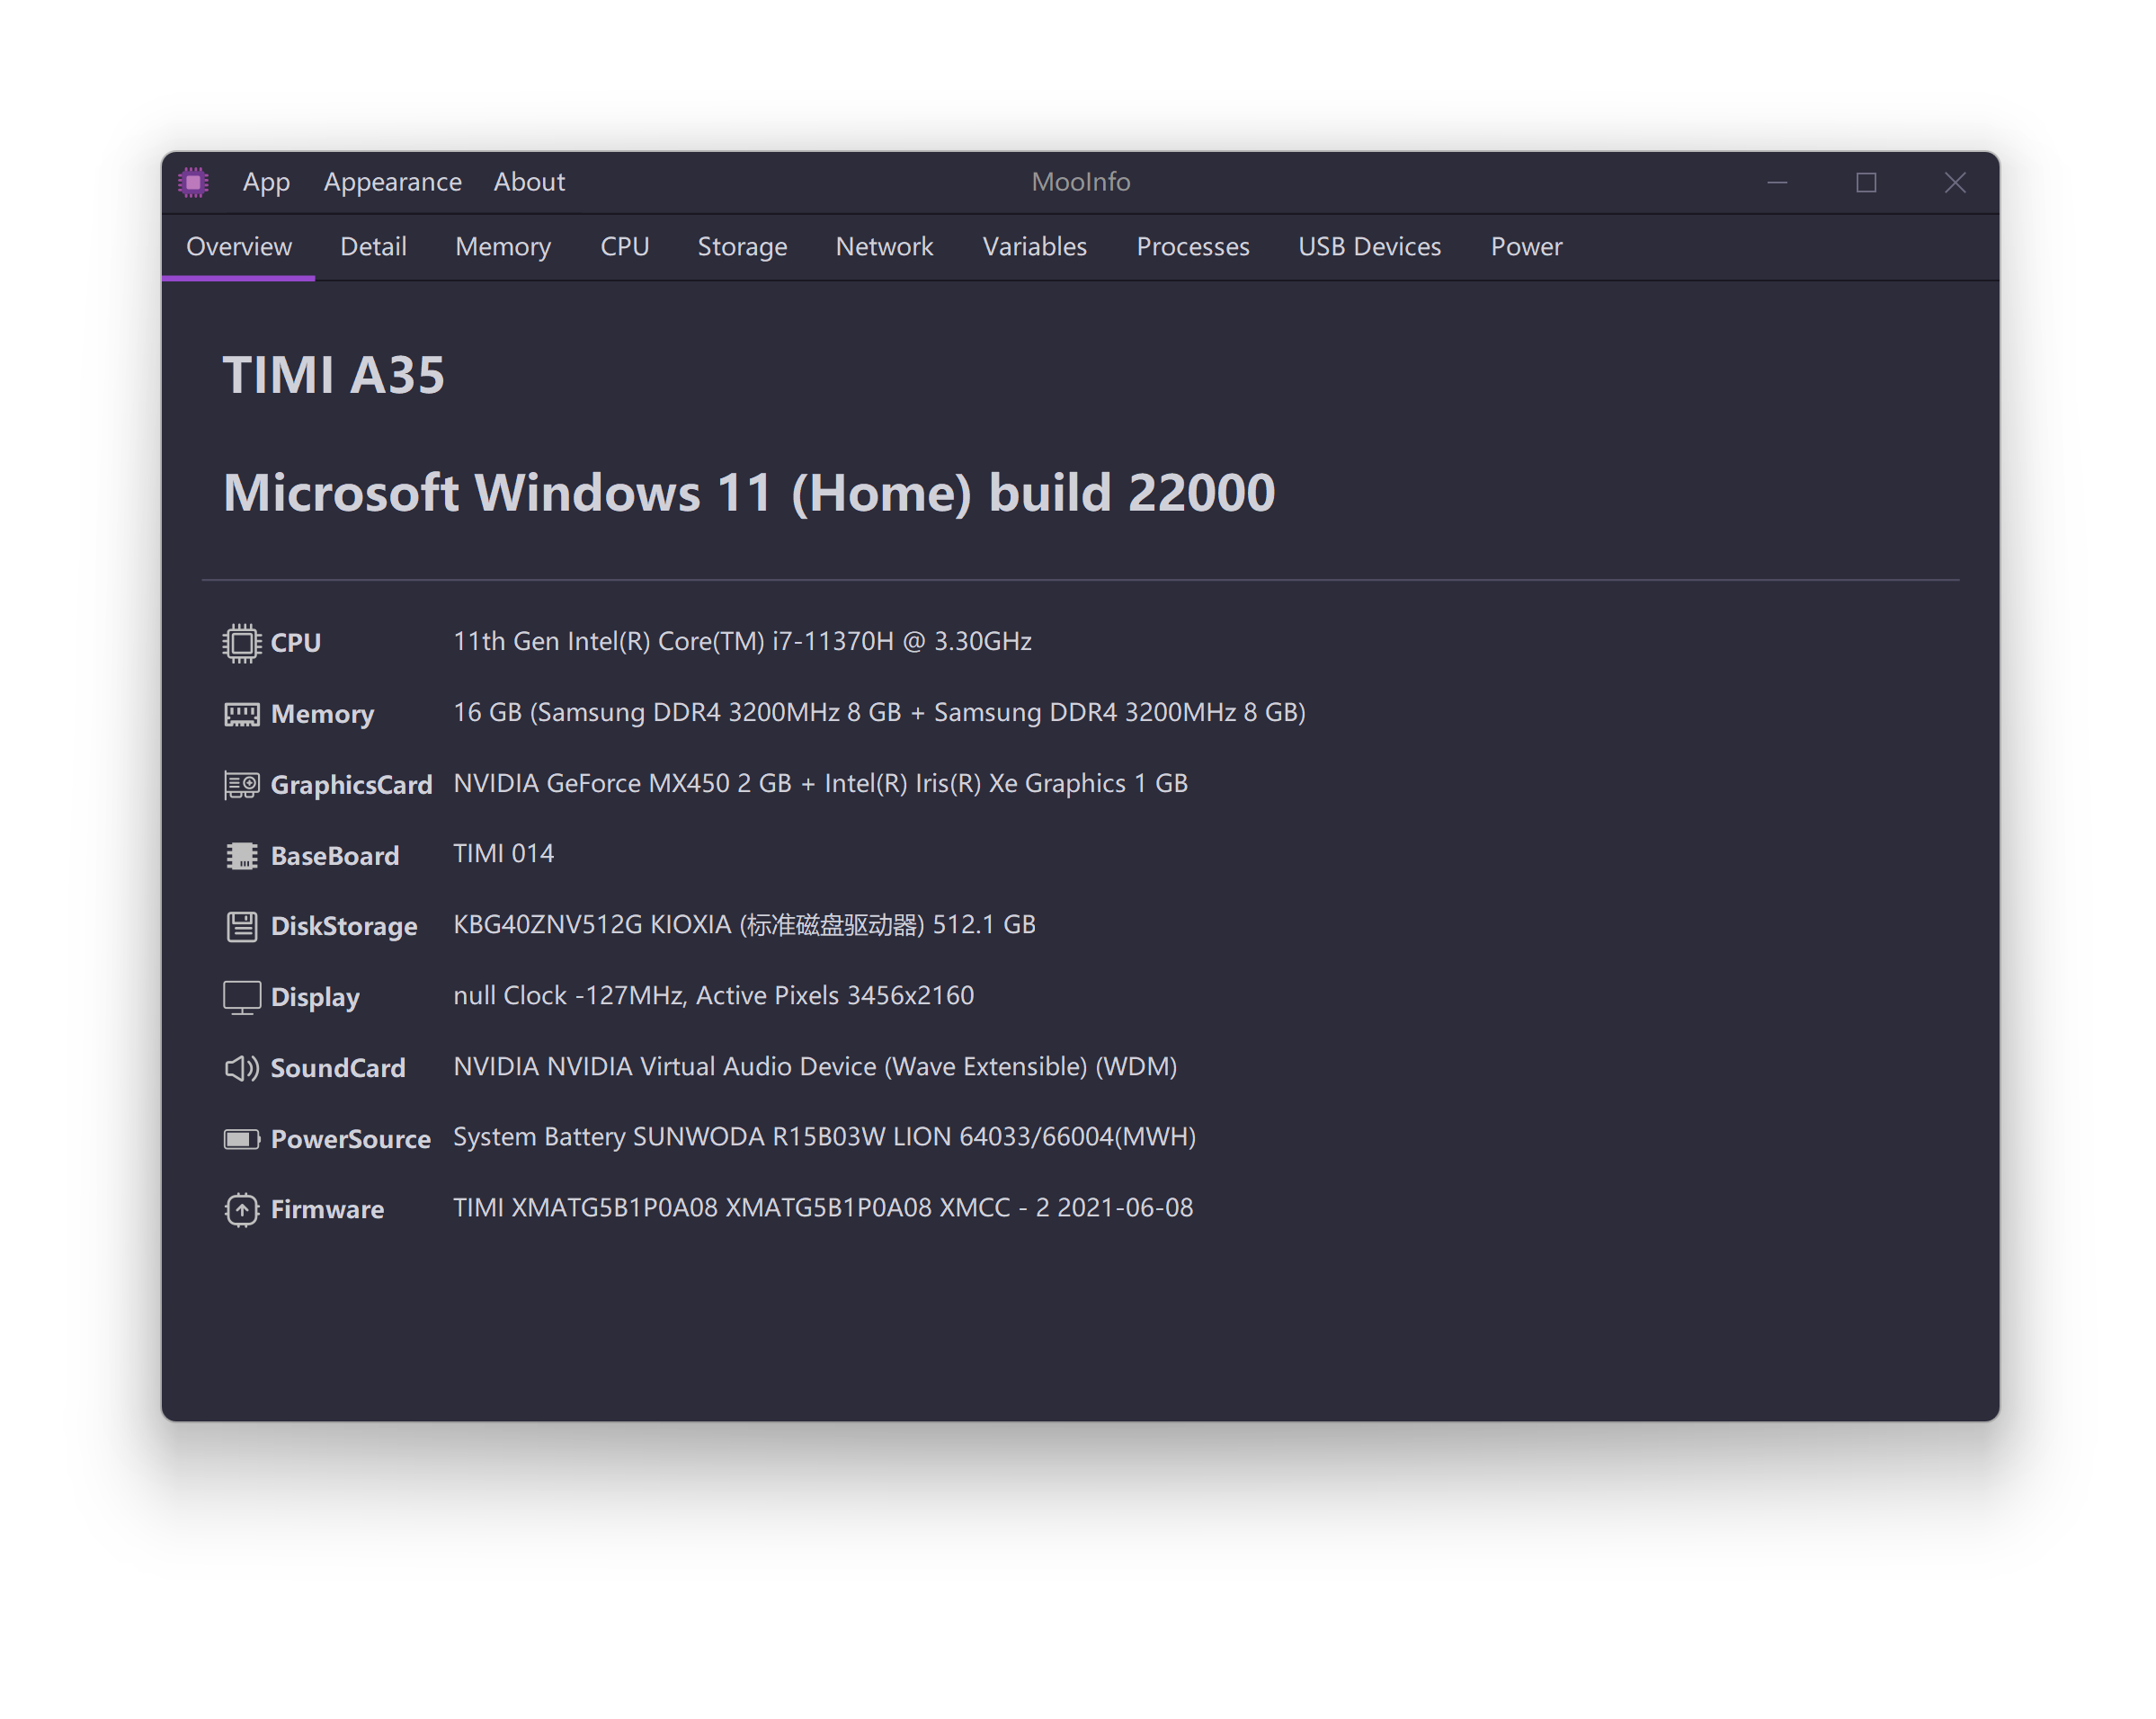 App Appearance About MooInfo
Overview Detail Memory CPU Storage Network Variables Processes USB Devices Power
TIMI A35
Microsoft Windows 11 (Home) build 22000
CPU 11th Gen Intel(R) Core(TM) i7-11370H @ 3.30GHz
Memory 16 GB (Samsung DDR4 3200MHz 8 GB + Samsung DDR4 3200MHz 8 GB)
GraphicsCard NVIDIA GeForce MX450 2 GB + Intel(R) Iris(R) Xe Graphics 1 GB
BaseBoard TIMI 014
DiskStorage KBG40ZNV512G KIOXIA (标准磁盘驱动器) 512.1 GB
Display null Clock -127MHz, Active Pixels 3456x2160
SoundCard NVIDIA NVIDIA Virtual Audio Device (Wave Extensible) (WDM)
PowerSource System Battery SUNWODA R15B03W LION 64033/66004(MWH)
Firmware TIMI XMATG5B1P0A08 XMATG5B1P0A08 XMCC - 2 2021-06-08